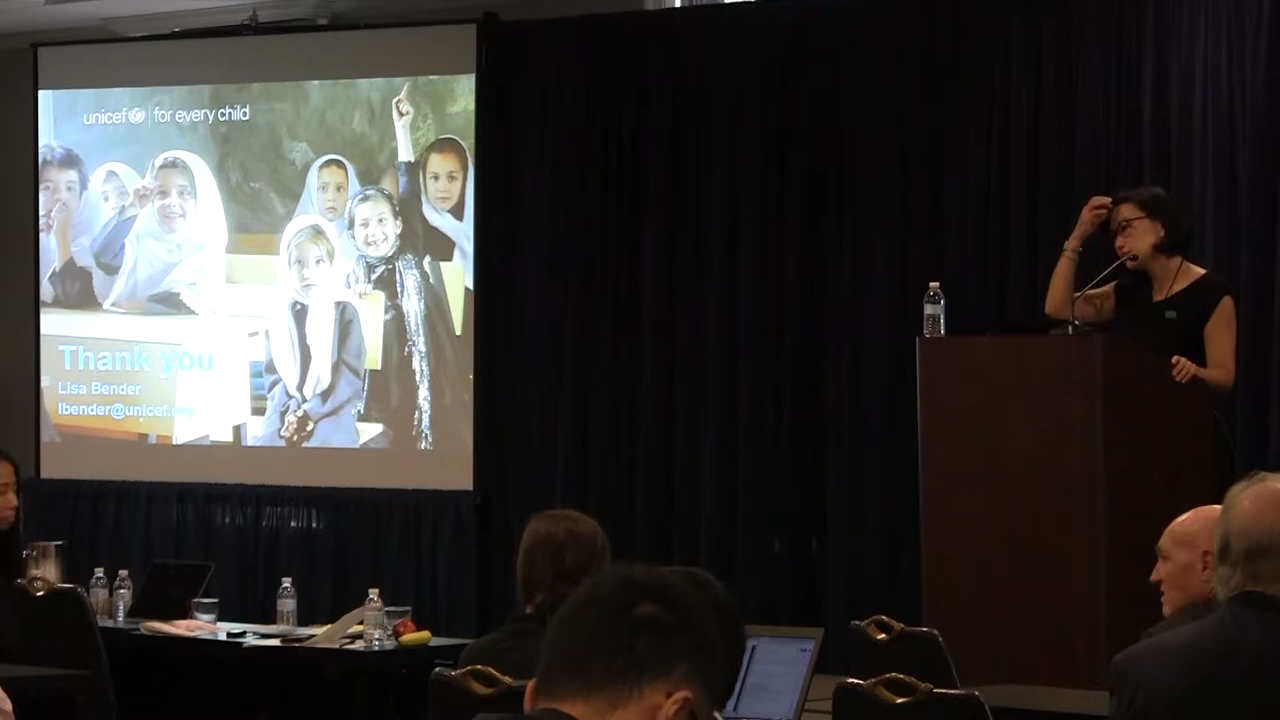 unicef | for every child
Thank you
Lisa Bender
lbender@unicef.org